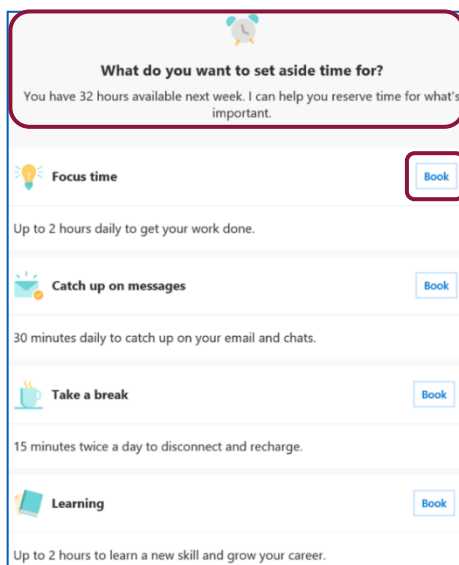 What do you want to set aside time for?
You have 32 hours available next week. I can help you reserve time for what's
important.
Focus time
Book
Up to 2 hours daily to get your work done.
Catch up on messages
Book
30 minutes daily to catch up on your email and chats.
Take a break
Book
15 minutes twice a day to disconnect and recharge.
Learning
Book
Up to 2 hours to learn a new skill and grow your career.